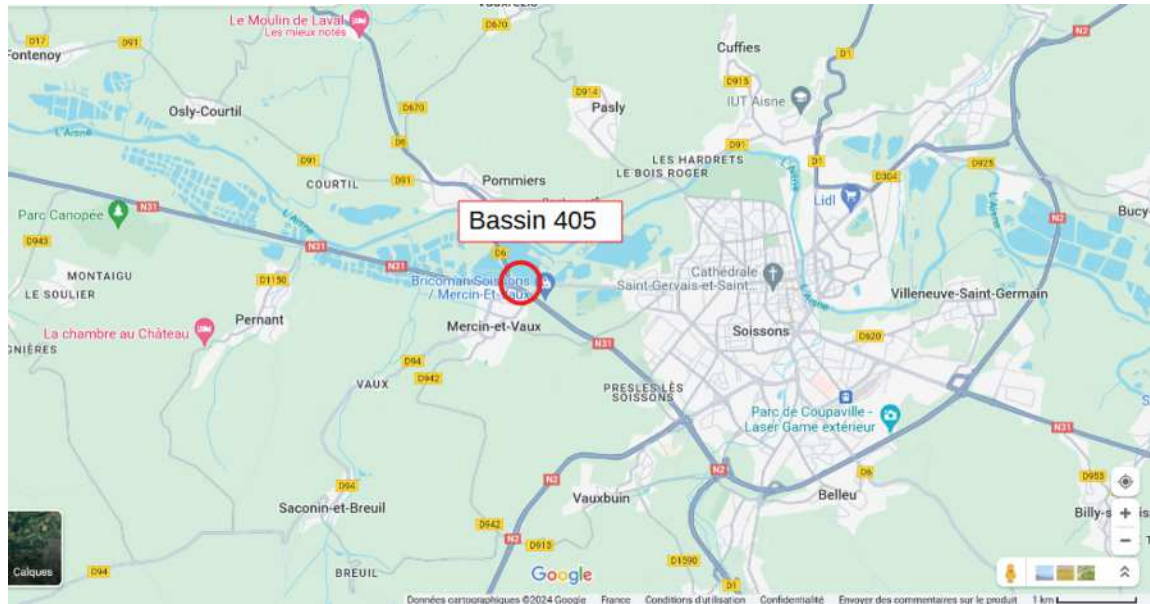 Le Moulin de Laval
Les mieux notés
D670
N2
D17
D91
Fontenoy
Cuffies
D1
D915
IUT Aisne
D914
Pasly
Osly-Courtil
D670
L'Aisne
D6
D91
LES HARDRETS
LE BOIS ROGER
D91
D1
D925
COURTIL
D91
Pommiers
L'Aisne
D304
Lidl
Parc Canopée
N31
L'Aisne
Bassin 405
N2
Bucy
D943
N31
D6
MONTAIGU
D1150
N31
Bricoman Soissons
/ Mercin-Et-Vaux
Cathédrale
Saint-Gervais-et-Saint...
LE SOULIER
Villeneuve-Saint-Germain
Pernant
Mercin-et-Vaux
La chambre au Château
Soissons
L'Aisne
D620
GNIÈRES
N31
D94
D942
VAUX
PRESLES LÈS
SOISSONS
Parc de Coupaville -
Laser Game extérieur
N31
N2
D6
D953
N2
Vauxbuin
Belleu
D94
Saconin-et-Breuil
Billy-s
D942
N2
D913
D1590
Calques
D94
BREUIL
Google
D1
Données cartographiques ©2024 Google France Conditions d'utilisation Confidentialité Envoyer des commentaires sur le produit 1 km